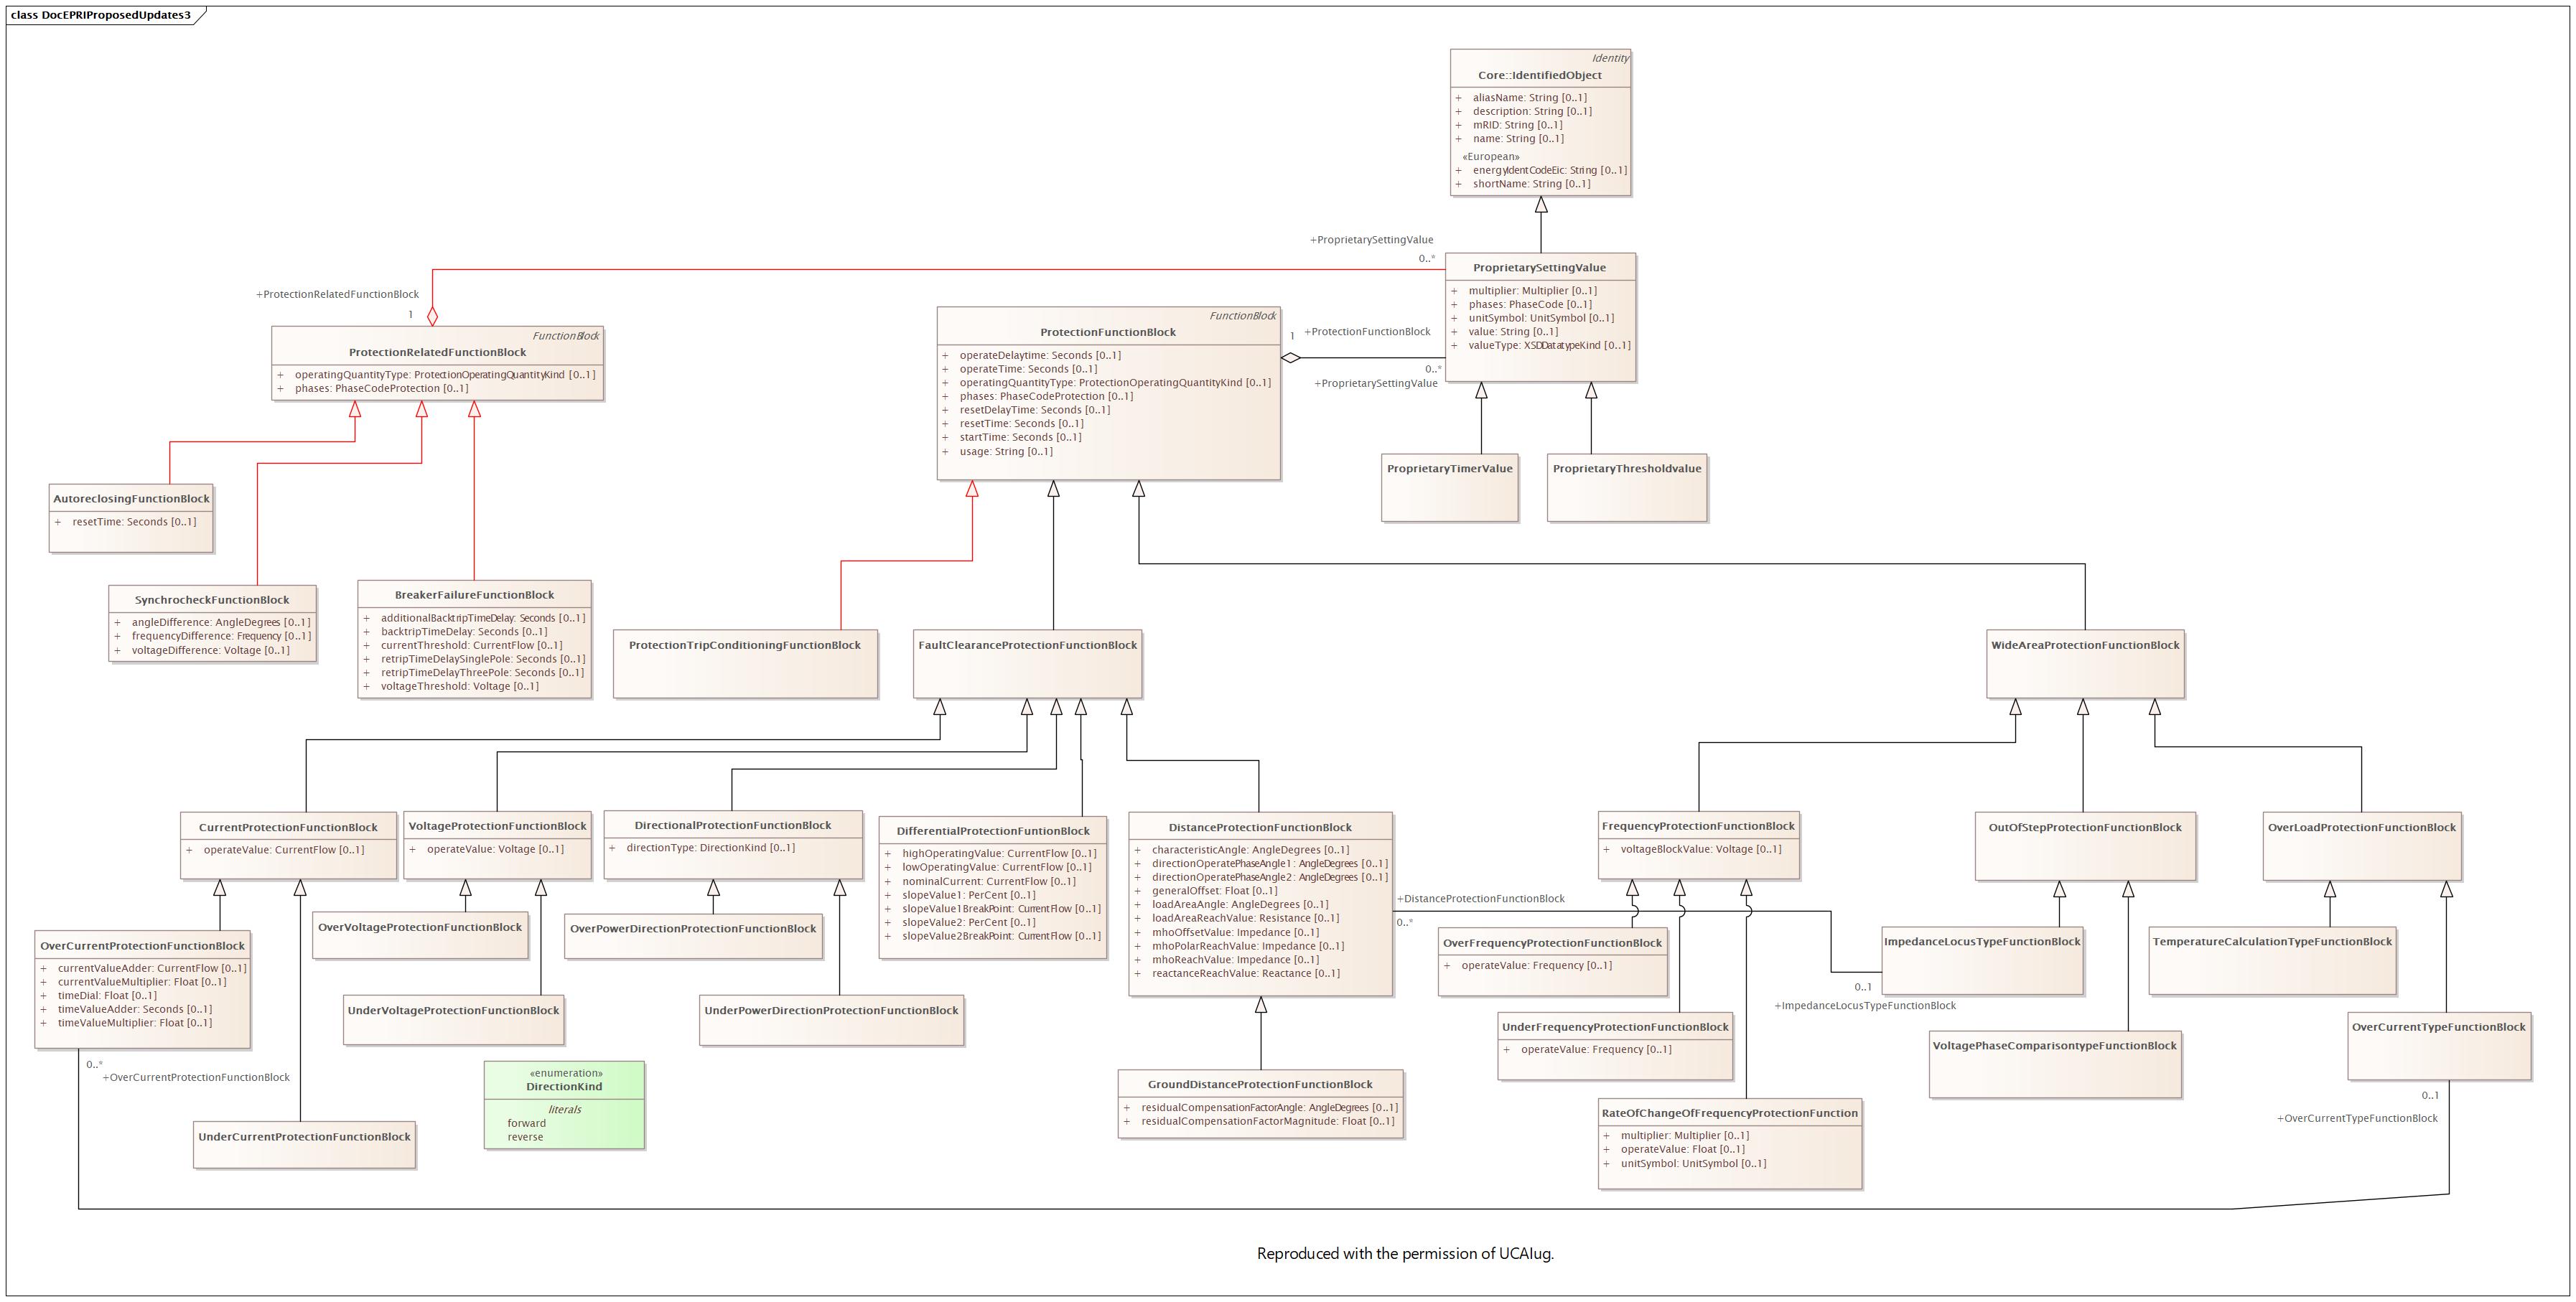 class DocEPRIProposedUpdates3
Identity
Core::IdentifiedObject
+ aliasName: String [0..1]
+ description: String [0..1]
+ mRID: String [0..1]
+ name: String [0..1]
«European»
+ energyIdentCodeEic: String [0..1]
+ shortName: String [0..1]
+ProprietarySettingValue
0..*
ProprietarySettingValue
+ multiplier: Multiplier [0..1]
+ phases: PhaseCode [0..1]
+ unitSymbol: UnitSymbol [0..1]
+ value: String [0..1]
+ valueType: XSDDatatypeKind [0..1]
+ProtectionRelatedFunctionBlock
1
FunctionBlock
ProtectionRelatedFunctionBlock
+ operatingQuantityType: ProtectionOperatingQuantityKind [0..1]
+ phases: PhaseCodeProtection [0..1]
FunctionBlock
ProtectionFunctionBlock
+ operateDelaytime: Seconds [0..1]
+ operateTime: Seconds [0..1]
+ operatingQuantityType: ProtectionOperatingQuantityKind [0..1]
+ phases: PhaseCodeProtection [0..1]
+ resetDelayTime: Seconds [0..1]
+ resetTime: Seconds [0..1]
+ startTime: Seconds [0..1]
+ usage: String [0..1]
1 +ProtectionFunctionBlock
0..*
+ProprietarySettingValue
ProprietaryTimerValue
ProprietaryThresholdvalue
AutoreclosingFunctionBlock
+ resetTime: Seconds [0..1]
SynchrocheckFunctionBlock
+ angleDifference: AngleDegrees [0..1]
+ frequencyDifference: Frequency [0..1]
+ voltageDifference: Voltage [0..1]
BreakerFailureFunctionBlock
+ additionalBacktripTimeDelay: Seconds [0..1]
+ backtripTimeDelay: Seconds [0..1]
+ currentThreshold: CurrentFlow [0..1]
+ retripTimeDelaySinglePole: Seconds [0..1]
+ retripTimeDelayThreePole: Seconds [0..1]
+ voltageThreshold: Voltage [0..1]
ProtectionTripConditioningFunctionBlock
FaultClearanceProtectionFunctionBlock
WideAreaProtectionFunctionBlock
CurrentProtectionFunctionBlock
+ operateValue: CurrentFlow [0..1]
VoltageProtectionFunctionBlock
+ operateValue: Voltage [0..1]
DirectionalProtectionFunctionBlock
+ directionType: DirectionKind [0..1]
DifferentialProtectionFuntionBlock
+ highOperatingValue: CurrentFlow [0..1]
+ lowOperatingValue: CurrentFlow [0..1]
+ nominalCurrent: CurrentFlow [0..1]
+ slopeValue1: PerCent [0..1]
+ slopeValue1BreakPoint: CurrentFlow [0..1]
+ slopeValue2: PerCent [0..1]
+ slopeValue2BreakPoint: CurrentFlow [0..1]
DistanceProtectionFunctionBlock
+ characteristicAngle: AngleDegrees [0..1]
+ directionOperatePhaseAngle1: AngleDegrees [0..1]
+ directionOperatePhaseAngle2: AngleDegrees [0..1]
+ generalOffset: Float [0..1]
+ loadAreaAngle: AngleDegrees [0..1]
+ loadAreaReachValue: Resistance [0..1]
+ mhoOffsetValue: Impedance [0..1]
+ mhoPolarReachValue: Impedance [0..1]
+ mhoReachValue: Impedance [0..1]
+ reactanceReachValue: Reactance [0..1]
+DistanceProtectionFunctionBlock
0..*
FrequencyProtectionFunctionBlock
+ voltageBlockValue: Voltage [0..1]
OutOfStepProtectionFunctionBlock
OverLoadProtectionFunctionBlock
OverCurrentProtectionFunctionBlock
+ currentValueAdder: CurrentFlow [0..1]
+ currentValueMultiplier: Float [0..1]
+ timeDial: Float [0..1]
+ timeValueAdder: Seconds [0..1]
+ timeValueMultiplier: Float [0..1]
0..*
+OverCurrentProtectionFunctionBlock
OverVoltageProtectionFunctionBlock
UnderVoltageProtectionFunctionBlock
OverPowerDirectionProtectionFunctionBlock
UnderPowerDirectionProtectionFunctionBlock
OverFrequencyProtectionFunctionBlock
+ operateValue: Frequency [0..1]
UnderFrequencyProtectionFunctionBlock
+ operateValue: Frequency [0..1]
ImpedanceLocusTypeFunctionBlock
0..1
+ImpedanceLocusTypeFunctionBlock
TemperatureCalculationTypeFunctionBlock
VoltagePhaseComparisontypeFunctionBlock
OverCurrentTypeFunctionBlock
0..1
+OverCurrentTypeFunctionBlock
UnderCurrentProtectionFunctionBlock
«enumeration»
DirectionKind
literals
forward
reverse
GroundDistanceProtectionFunctionBlock
+ residualCompensationFactorAngle: AngleDegrees [0..1]
+ residualCompensationFactorMagnitude: Float [0..1]
RateOfChangeOfFrequencyProtectionFunction
+ multiplier: Multiplier [0..1]
+ operateValue: Float [0..1]
+ unitSymbol: UnitSymbol [0..1]
Reproduced with the permission of UCAIug.